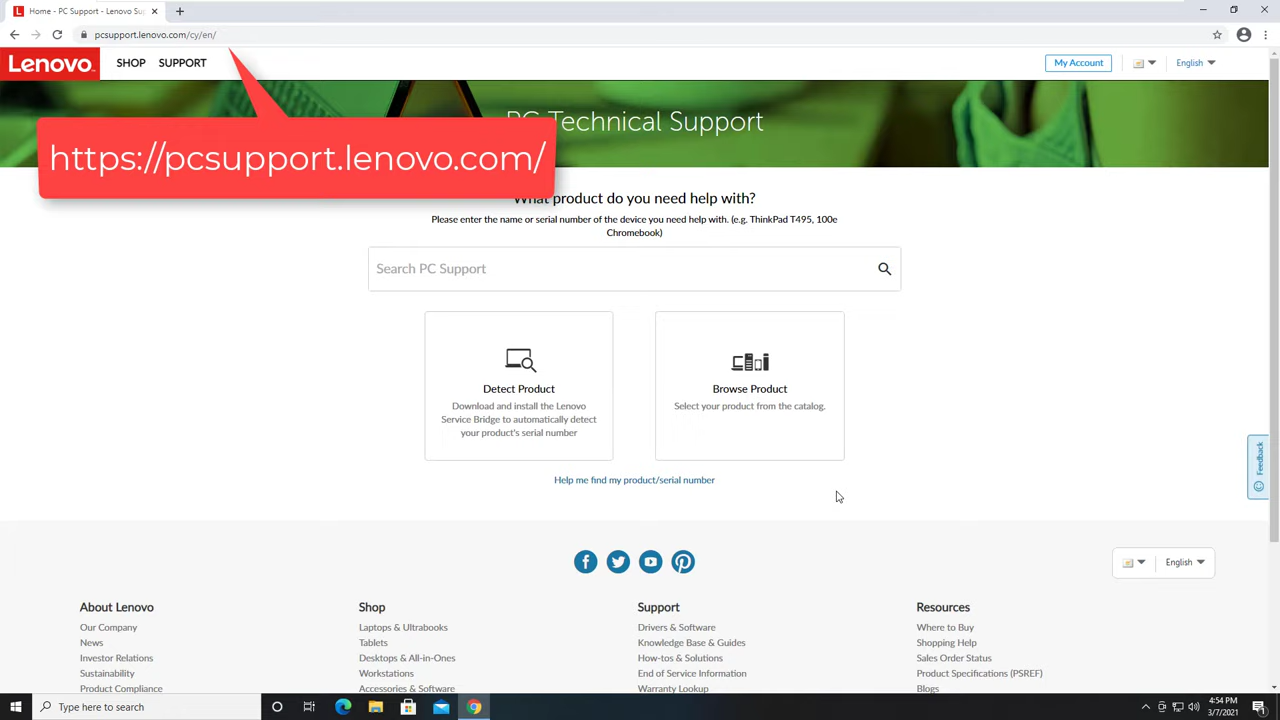 Home - PC Support - Lenovo Sup
pcsupport.lenovo.com/cy/en/
Lenovo
SHOP
SUPPORT
My Account
English
PC Technical Support
https://pcsupport.lenovo.com/
What product do you need help with?
Please enter the name or serial number of the device you need help with. (e.g. ThinkPad T495, 100e
Chromebook)
Search PC Support
Detect Product
Download and install the Lenovo
Service Bridge to automatically detect
your product's serial number
Browse Product
Select your product from the catalog.
Help me find my product/serial number
Feedback
English
About Lenovo
Our Company
News
Investor Relations
Sustainability
Product Compliance
Shop
Laptops & Ultrabooks
Tablets
Desktops & All-in-Ones
Workstations
Accessories & Software
Support
Drivers & Software
Knowledge Base & Guides
How-tos & Solutions
End of Service Information
Warranty Lookup
Resources
Where to Buy
Shopping Help
Sales Order Status
Product Specifications (PSREF)
Blogs
Type here to search
4:54 PM
3/7/2021
1